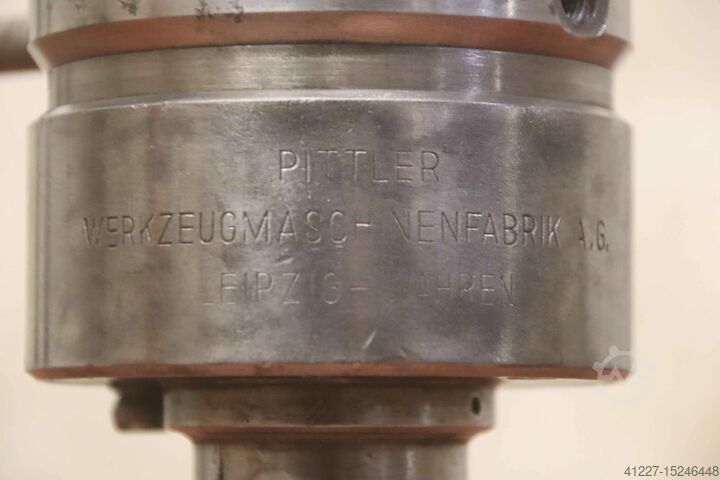 PITTLER
WERKZEUGMASCHINENFABRIK A.G.
LEIPZIG-WAHREN
41227-15246448